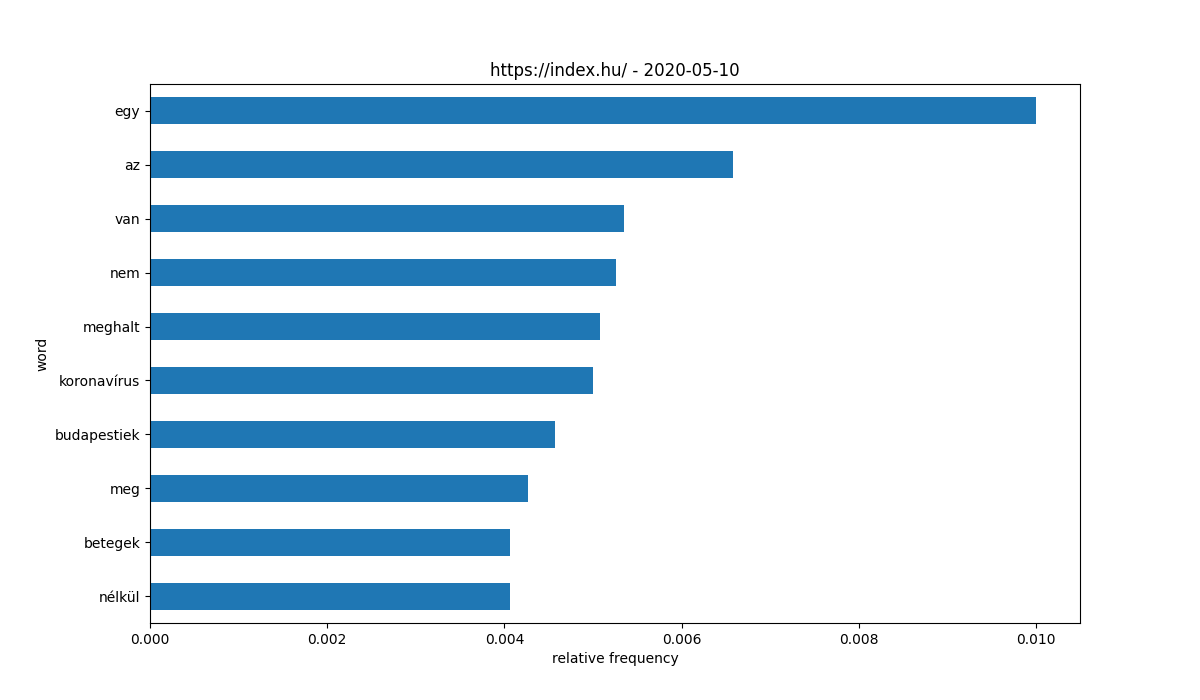 https://index.hu/ - 2020-05-10
egy
az
van
nem
meghalt
koronavírus
budapestiek
meg
betegek
nélkül
word
0.000 0.002 0.004 0.006 0.008 0.010
relative frequency